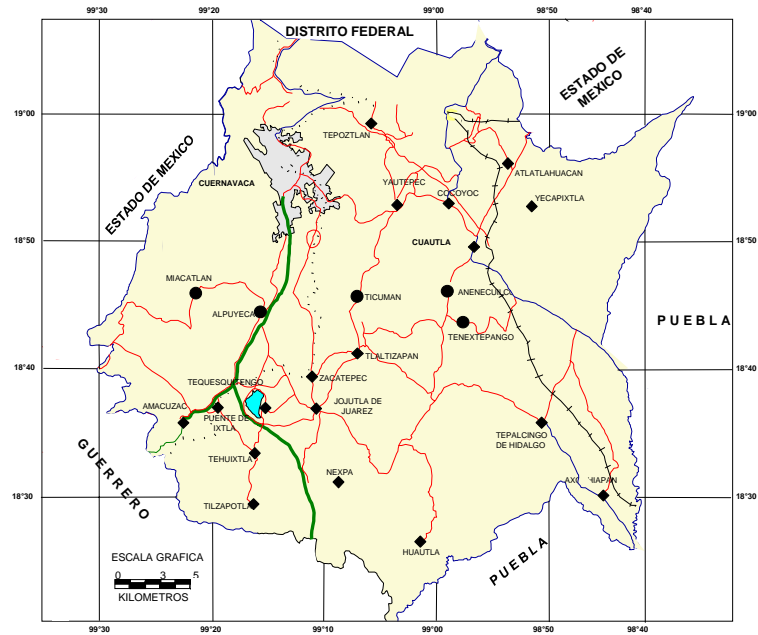 99°30
99°20
99°00
98°50
98°40
DISTRITO FEDERAL
ESTADO DE
MEXICO
19°00
19°00
TEPOZTLAN
ESTADO DE MEXICO
CUERNAVACA
YAUTEPEC
COCOYOC
ATLATLAHUACAN
YECAPIXTLA
18°50
18°50
CUAUTLA
MIACATLAN
ALPUYECA
TICUMAN
ANENECUILC
TENEXTEPANGO
PUEBLA
18°40
18°40
TLALTIZAPAN
ZACATEPEC
TEQUESQUITENGO
AMACUZAC
PUENTE DE
IXTLA
JOJUTLA DE
JUAREZ
TEPALCINGO
DE HIDALGO
GUERRERO
TEHUIXTLA
NEXPA
18°30
18°30
TILZAPOTLA
HUAUTLA
PUEBLA
ESCALA GRAFICA
0 3 5
KILOMETROS
99°30
99°20
99°10
99°00
98°50
98°40